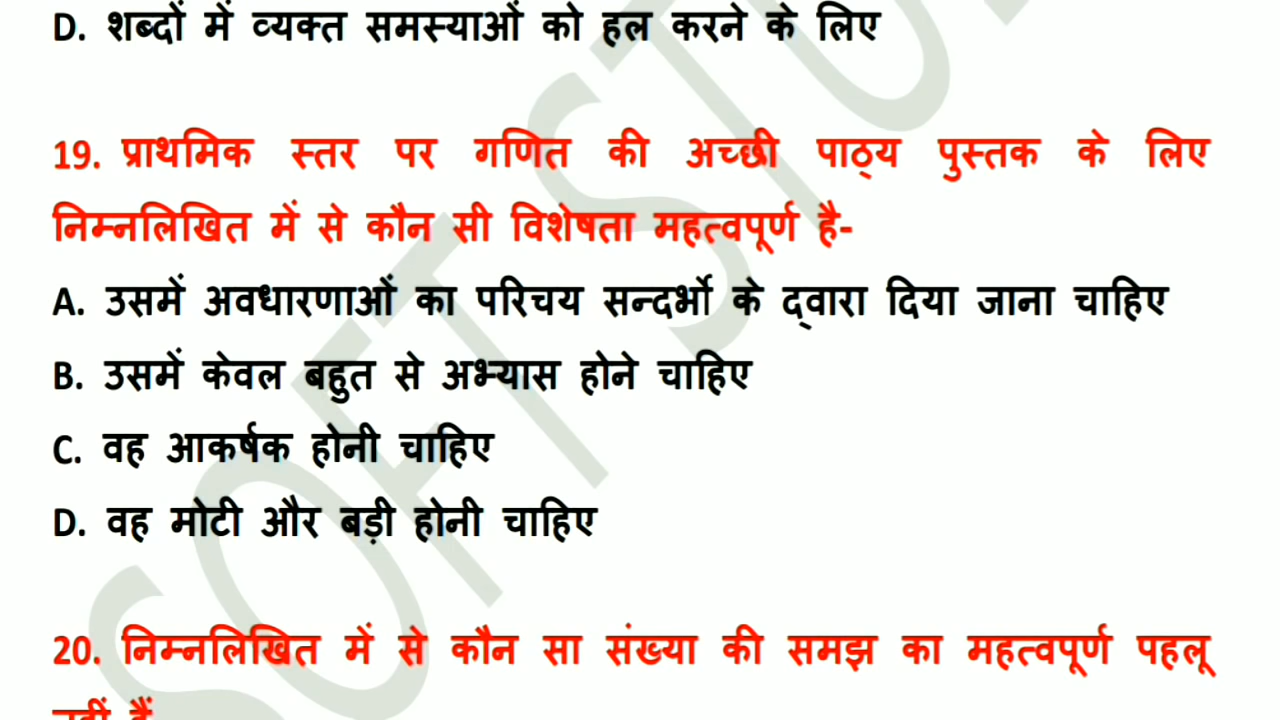 D. शब्दों में व्यक्त समस्याओं को हल करने के लिए
19. प्राथमिक स्तर पर गणित की अच्छी पाठ्य पुस्तक के लिए
निम्नलिखित में से कौन सी विशेषता महत्वपूर्ण है-
A. उसमें अवधारणाओं का परिचय सन्दर्भो के द्वारा दिया जाना चाहिए
B. उसमें केवल बहुत से अभ्यास होने चाहिए
C. वह आकर्षक होनी चाहिए
D. वह मोटी और बड़ी होनी चाहिए
20. निम्नलिखित में से कौन सा संख्या की समझ का महत्वपूर्ण पहलू
नहीं हैं